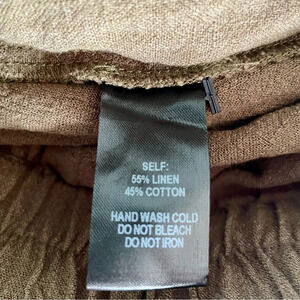 SELF:
55% LINEN
45% COTTON
HAND WASH COLD
DO NOT BLEACH
DO NOT IRON